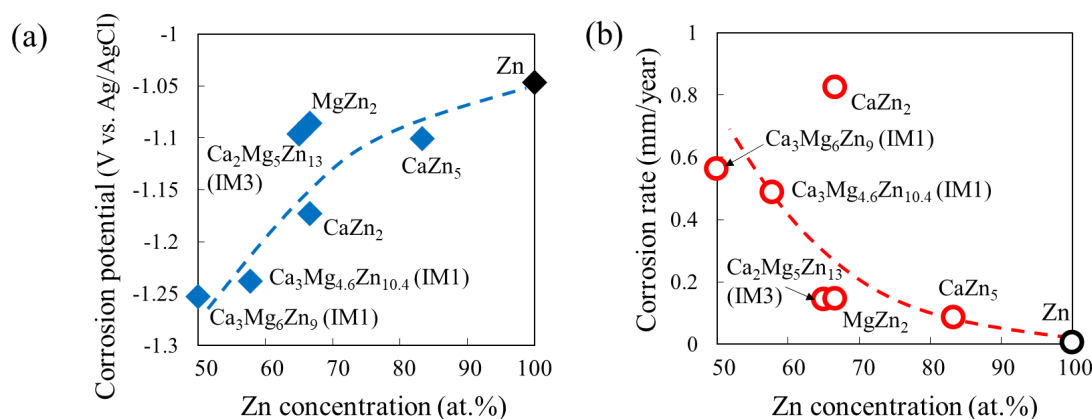 (a)
Corrosion potential (V vs. Ag/AgCl)
-1
-1.05
-1.1
-1.15
-1.2
-1.25
-1.3
Zn
MgZn2
Ca2Mg5Zn13
(IM3)
CaZn5
CaZn2
Ca3Mg4.6Zn10.4 (IM1)
Ca3Mg6Zn9 (IM1)
50 60 70 80 90 100
Zn concentration (at.%)
(b)
Corrosion rate (mm/year)
1
0.8
0.6
0.4
0.2
0
CaZn2
Ca3Mg6Zn9 (IM1)
Ca3Mg4.6Zn10.4 (IM1)
Ca2Mg5Zn13
(IM3)
MgZn2
CaZn5
Zn
50 60 70 80 90 100
Zn concentration (at.%)